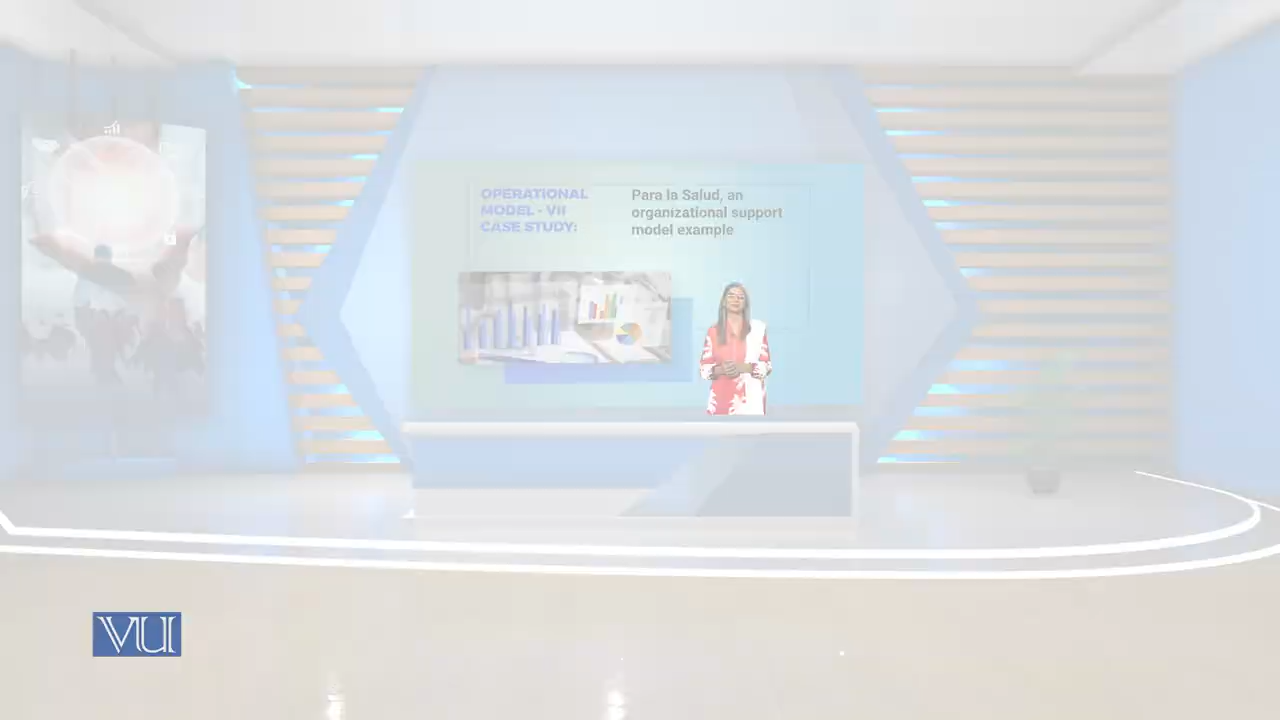 OPERATIONAL
MODEL - VII
CASE STUDY:
Para la Salud, an
organizational support
model example
VU